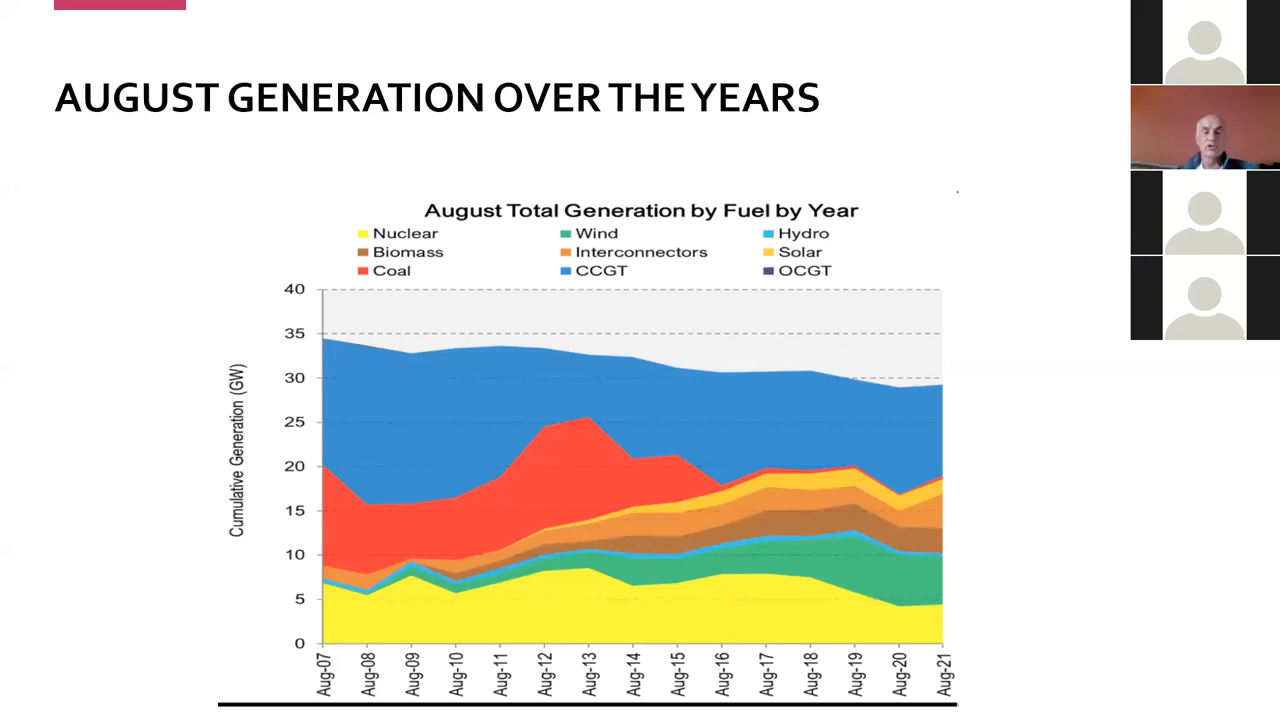 AUGUST GENERATION OVER THE YEARS
August Total Generation by Fuel by Year
Nuclear Wind Hydro
Biomass Interconnectors Solar
Coal CCGT OCGT
40
35
30
25
20
15
10
5
0
Cumulative Generation (GW)
Aug-07 Aug-08 Aug-09 Aug-10 Aug-11 Aug-12 Aug-13 Aug-14 Aug-15 Aug-16 Aug-17 Aug-18 Aug-19 Aug-20 Aug-21